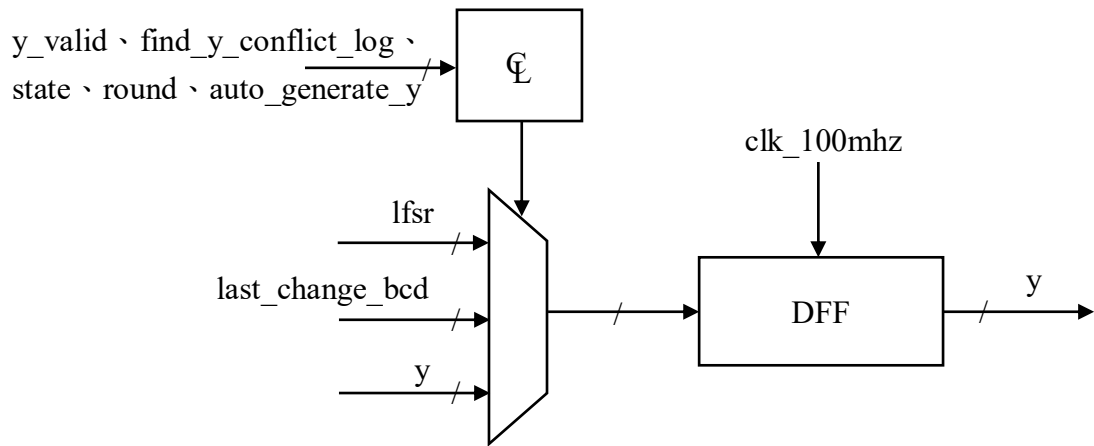 y_valid、find_y_conflict_log、
state、round、auto_generate_y
CL
clk_100mhz
lfsr
last_change_bcd
y
DFF
y